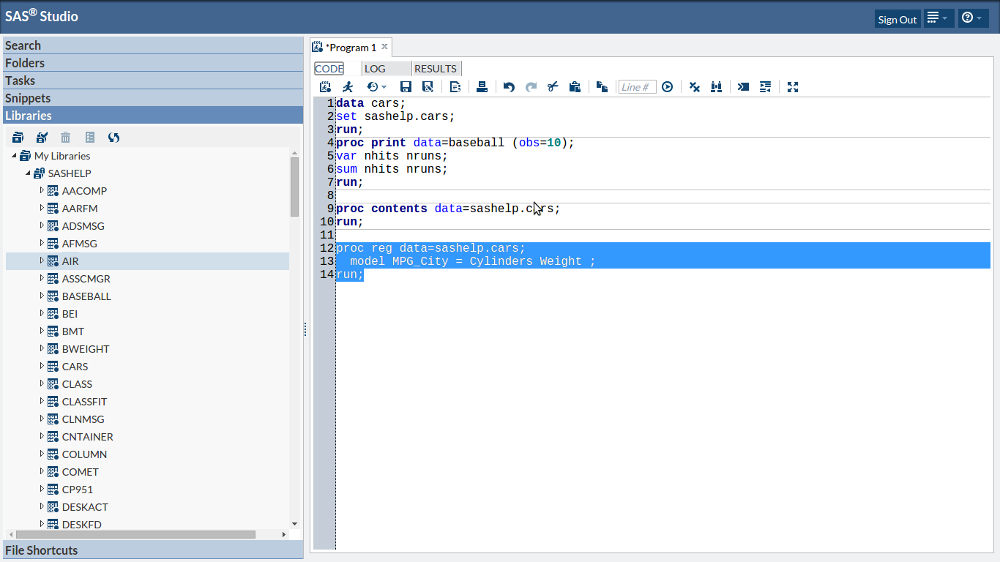 SAS® Studio
Sign Out
Search
Folders
Tasks
Snippets
Libraries
My Libraries
SASHELP
AACOMP
AARFM
ADSMSG
AFMSG
AIR
ASSCMGR
BASEBALL
BEI
BMT
BWEIGHT
CARS
CLASS
CLASSFIT
CLNMSG
CNTAINER
COLUMN
COMET
CP951
DESKACT
DESKFD
File Shortcuts
*Program 1
CODE LOG RESULTS
Line #
1 data cars;
2 set sashelp.cars;
3 run;
4 proc print data=baseball (obs=10);
5 var nhits nruns;
6 sum nhits nruns;
7 run;
8
9 proc contents data=sashelp.cars;
10 run;
11
12 proc reg data=sashelp.cars;
13   model MPG_City = Cylinders Weight ;
14 run;